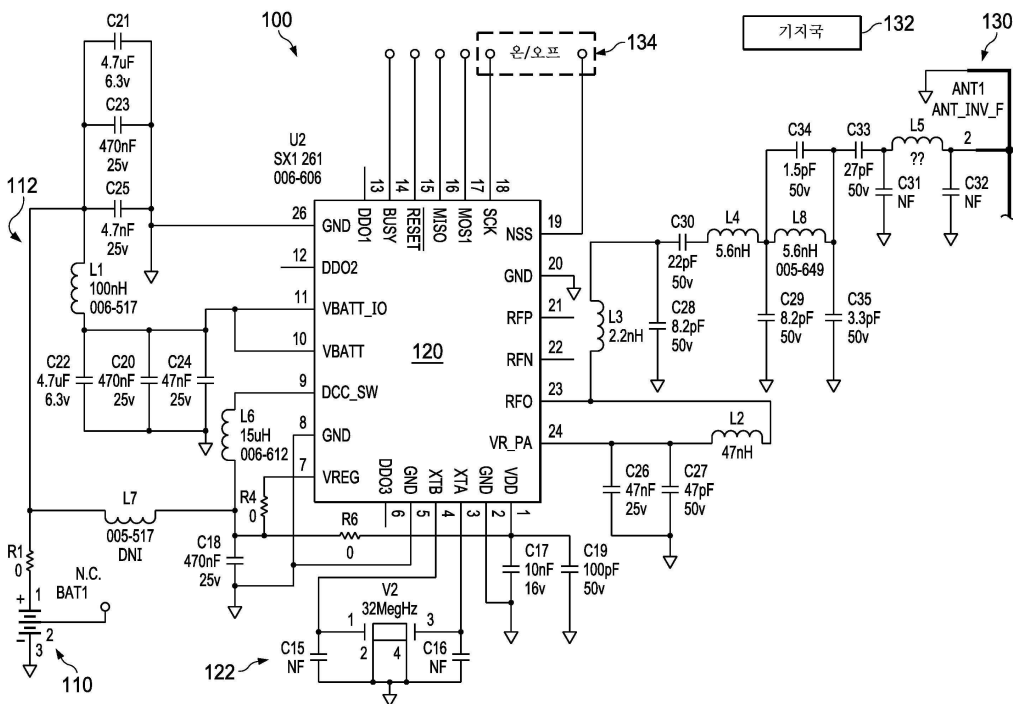 C21
4.7uF
6.3v
C23
470nF
25v
C25
4.7nF
25v
112
L1
100nH
006-517
C22
4.7uF
6.3v
C20
470nF
25v
C24
47nF
25v
100
134
온/오프
기지국
132
130
ANT1
ANT_INV_F
U2
SX1 261
006-606
13
14
15
16
17
18
DDO1
BUSY
RESET
MISO
MOS1
SCK
26
GND
12
DDO2
11
VBATT_IO
10
VBATT
9
DCC_SW
8
GND
7
VREG
120
19
NSS
20
GND
21
RFP
22
RFN
23
RFO
24
VR_PA
DDO3
GND
XTB
XTA
GND
VDD
6
5
4
3
2
1
L6
15uH
006-612
L7
005-517
DNI
R4
0
R6
0
C18
470nF
25v
R1
0
N.C.
BAT1
+
1
2
-
3
110
122
V2
32MegHz
1
3
2
4
C15
NF
C16
NF
C17
10nF
16v
C19
100pF
50v
C26
47nF
25v
C27
47pF
50v
L2
47nH
L3
2.2nH
C28
8.2pF
50v
C30
22pF
50v
L4
5.6nH
C34
1.5pF
50v
L8
5.6nH
005-649
C29
8.2pF
50v
C35
3.3pF
50v
C33
27pF
50v
L5
??
2
C31
NF
C32
NF